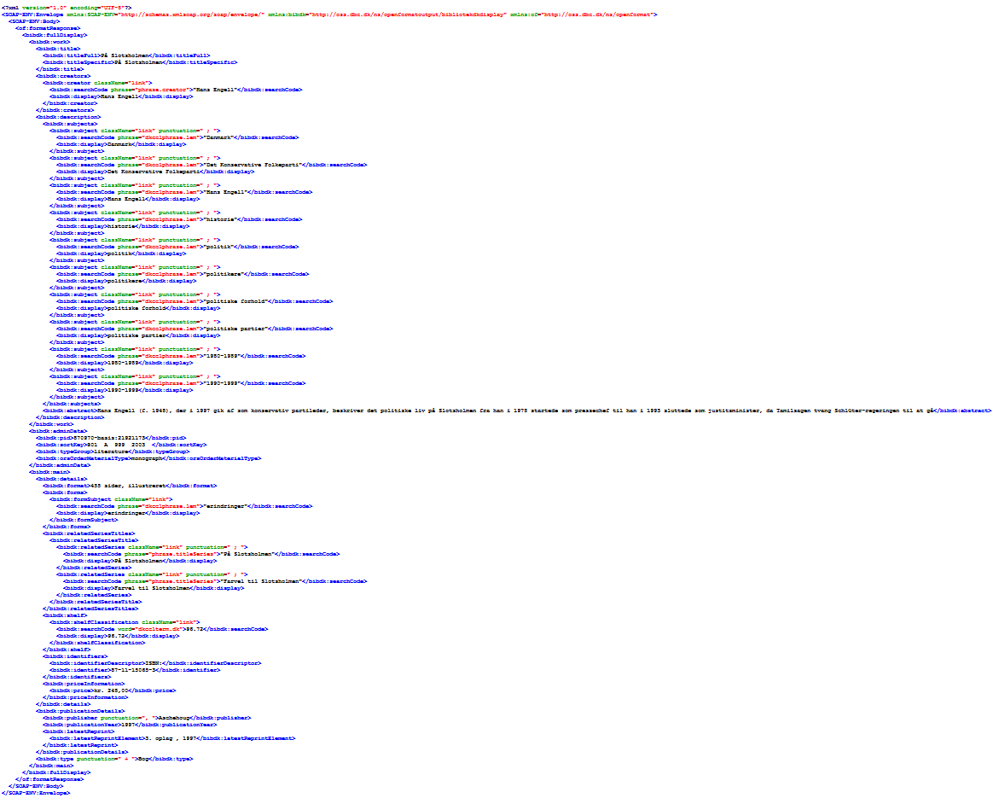 <?xml version="1.0" encoding="UTF-8"?>
<SOAP-ENV:Envelope xmlns:SOAP-ENV="http://schemas.xmlsoap.org/soap/envelope/" xmlns:bibdk="http://oss.dbc.dk/ns/openformatoutput/bibliotekdkdisplay" xmlns:of="http://oss.dbc.dk/ns/openformat">
<SOAP-ENV:Body>
<of:formatResponse>
<bibdk:fullDisplay>
<bibdk:work>
<bibdk:title>
<bibdk:titleFull>På Slotsholmen</bibdk:titleFull>
<bibdk:titleSpecific>På Slotsholmen</bibdk:titleSpecific>
</bibdk:title>
<bibdk:creators>
<bibdk:creator className="link">
<bibdk:searchCode phrase="phrase.creator">"Hans Engell"</bibdk:searchCode>
<bibdk:display>Hans Engell</bibdk:display>
</bibdk:creator>
</bibdk:creators>
<bibdk:description>
<bibdk:subjects>
<bibdk:subject className="link" punctuation=" ; ">
<bibdk:searchCode phrase="dkcclphrase.lem">"Danmark"</bibdk:searchCode>
<bibdk:display>Danmark</bibdk:display>
</bibdk:subject>
<bibdk:subject className="link" punctuation=" ; ">
<bibdk:searchCode phrase="dkcclphrase.lem">"Det Konservative Folkeparti"</bibdk:searchCode>
<bibdk:display>Det Konservative Folkeparti</bibdk:display>
</bibdk:subject>
<bibdk:subject className="link" punctuation=" ; ">
<bibdk:searchCode phrase="dkcclphrase.lem">"Hans Engell"</bibdk:searchCode>
<bibdk:display>Hans Engell</bibdk:display>
</bibdk:subject>
<bibdk:subject className="link" punctuation=" ; ">
<bibdk:searchCode phrase="dkcclphrase.lem">"historie"</bibdk:searchCode>
<bibdk:display>historie</bibdk:display>
</bibdk:subject>
<bibdk:subject className="link" punctuation=" ; ">
<bibdk:searchCode phrase="dkcclphrase.lem">"politik"</bibdk:searchCode>
<bibdk:display>politik</bibdk:display>
</bibdk:subject>
<bibdk:subject className="link" punctuation=" ; ">
<bibdk:searchCode phrase="dkcclphrase.lem">"politikere"</bibdk:searchCode>
<bibdk:display>politikere</bibdk:display>
</bibdk:subject>
<bibdk:subject className="link" punctuation=" ; ">
<bibdk:searchCode phrase="dkcclphrase.lem">"politiske forhold"</bibdk:searchCode>
<bibdk:display>politiske forhold</bibdk:display>
</bibdk:subject>
<bibdk:subject className="link" punctuation=" ; ">
<bibdk:searchCode phrase="dkcclphrase.lem">"politiske partier"</bibdk:searchCode>
<bibdk:display>politiske partier</bibdk:display>
</bibdk:subject>
<bibdk:subject className="link" punctuation=" ; ">
<bibdk:searchCode phrase="dkcclphrase.lem">"1980-1989"</bibdk:searchCode>
<bibdk:display>1980-1989</bibdk:display>
</bibdk:subject>
<bibdk:subject className="link" punctuation=" ; ">
<bibdk:searchCode phrase="dkcclphrase.lem">"1990-1999"</bibdk:searchCode>
<bibdk:display>1990-1999</bibdk:display>
</bibdk:subject>
</bibdk:subjects>
<bibdk:abstract>Hans Engell (f. 1948), der i 1997 gik af som konservativ partileder, beskriver det politiske liv på Slotsholmen fra han i 1978 startede som pressechef til han i 1993 sluttede som justitsminister, da Tamilsagen tvang Schlüter-regeringen til at gå</bibdk:abstract>
</bibdk:description>
</bibdk:work>
<bibdk:adminData>
<bibdk:pid>870970-basis:21921173</bibdk:pid>
<bibdk:sortKey>801 A 999 2003 </bibdk:sortKey>
<bibdk:typeGroup>literature</bibdk:typeGroup>
<bibdk:orsOrderMaterialType>monograph</bibdk:orsOrderMaterialType>
</bibdk:adminData>
<bibdk:main>
<bibdk:details>
<bibdk:format>455 sider, illustreret</bibdk:format>
<bibdk:forms>
<bibdk:formSubject className="link">
<bibdk:searchCode phrase="dkcclphrase.lem">"erindringer"</bibdk:searchCode>
<bibdk:display>erindringer</bibdk:display>
</bibdk:formSubject>
</bibdk:forms>
<bibdk:relatedSeriesTitles>
<bibdk:relatedSeriesTitle>
<bibdk:relatedSeries className="link" punctuation=" ; ">
<bibdk:searchCode phrase="phrase.titleSeries">"På Slotsholmen"</bibdk:searchCode>
<bibdk:display>På Slotsholmen</bibdk:display>
</bibdk:relatedSeries>
<bibdk:relatedSeries className="link" punctuation=" ; ">
<bibdk:searchCode phrase="phrase.titleSeries">"Farvel til Slotsholmen"</bibdk:searchCode>
<bibdk:display>Farvel til Slotsholmen</bibdk:display>
</bibdk:relatedSeries>
</bibdk:relatedSeriesTitle>
</bibdk:relatedSeriesTitles>
<bibdk:shelf>
<bibdk:shelfClassification className="link">
<bibdk:searchCode word="dkcclterm.dk">96.72</bibdk:searchCode>
<bibdk:display>96.72</bibdk:display>
</bibdk:shelfClassification>
</bibdk:shelf>
<bibdk:identifiers>
<bibdk:identifierDescriptor>ISBN:</bibdk:identifierDescriptor>
<bibdk:identifier>87-11-15065-3</bibdk:identifier>
</bibdk:identifiers>
<bibdk:priceInformation>
<bibdk:price>kr. 248,00</bibdk:price>
</bibdk:priceInformation>
</bibdk:details>
<bibdk:publicationDetails>
<bibdk:publisher punctuation=", ">Aschehoug</bibdk:publisher>
<bibdk:publicationYear>1997</bibdk:publicationYear>
<bibdk:latestReprint>
<bibdk:latestReprintElement>3. oplag , 1997</bibdk:latestReprintElement>
</bibdk:latestReprint>
</bibdk:publicationDetails>
<bibdk:type punctuation=" + ">Bog</bibdk:type>
</bibdk:main>
</bibdk:fullDisplay>
</of:formatResponse>
</SOAP-ENV:Body>
</SOAP-ENV:Envelope>